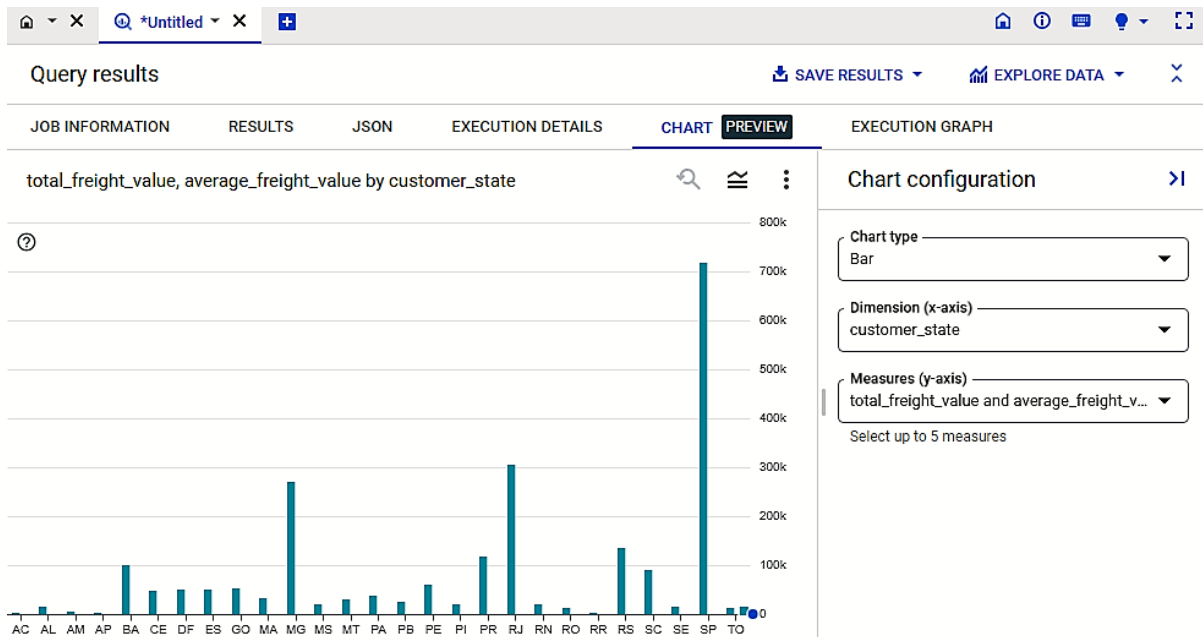 *Untitled
Query results
SAVE RESULTS
EXPLORE DATA
JOB INFORMATION
RESULTS
JSON
EXECUTION DETAILS
CHART PREVIEW
EXECUTION GRAPH
total_freight_value, average_freight_value by customer_state
800k
700k
600k
500k
400k
300k
200k
100k
0
AC AL AM AP BA CE DF ES GO MA MG MS MT PA PB PE PI PR RJ RN RO RR RS SC SE SP TO
Chart configuration
Chart type
Bar
Dimension (x-axis)
customer_state
Measures (y-axis)
total_freight_value and average_freight_v...
Select up to 5 measures